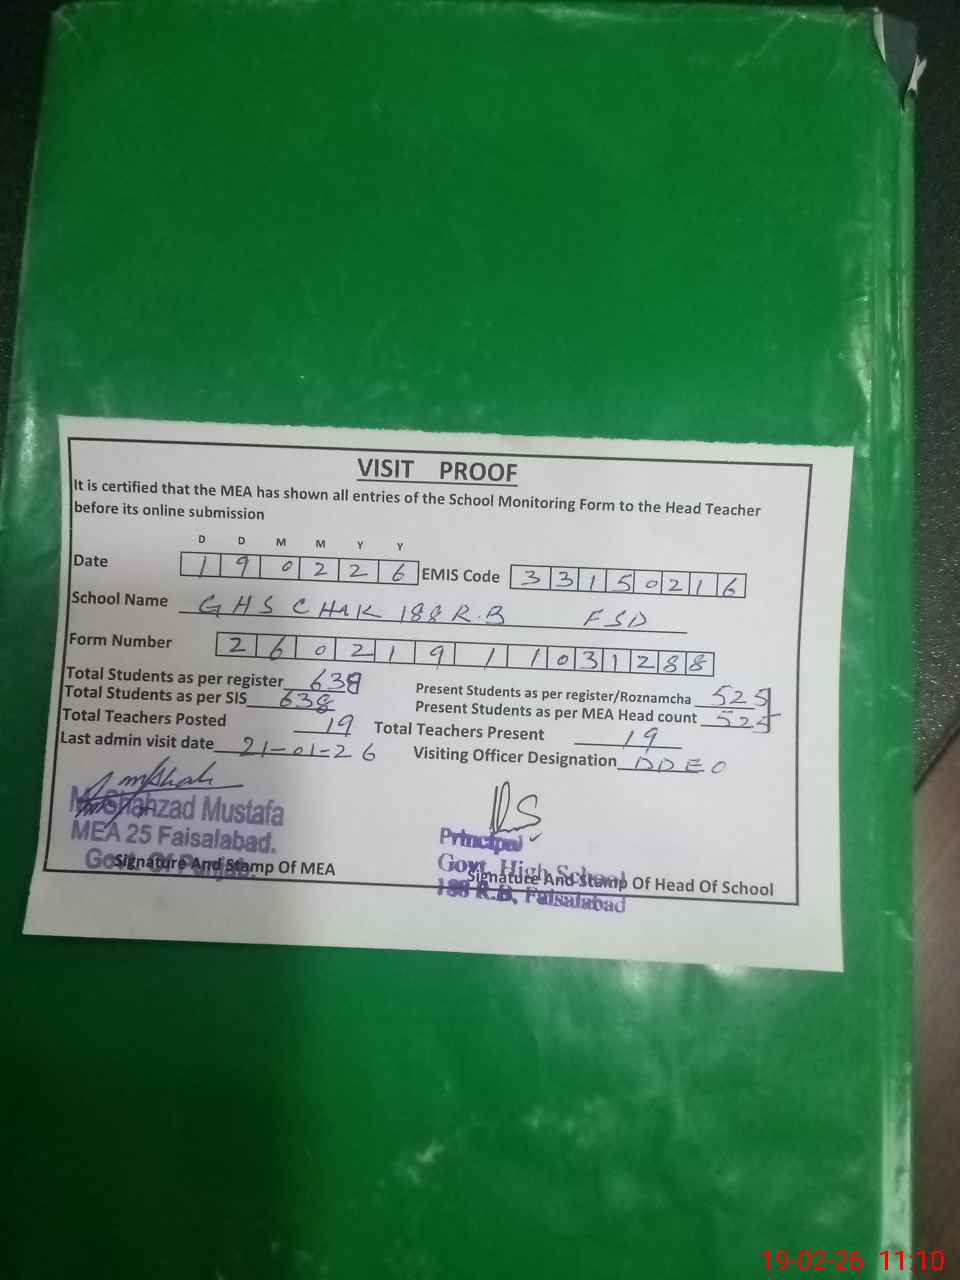 VISIT PROOF
It is certified that the MEA has shown all entries of the School Monitoring Form to the Head Teacher
before its online submission
D D M M Y Y
Date 1 9 0 2 2 6 EMIS Code 3 3 1 5 0 2 1 6
School Name GHS CHAK 188 R.B FSD
Form Number 2 6 0 2 1 9 1 1 0 3 1 2 8 8
Total Students as per register 638 Present Students as per register/Roznamcha 525
Total Students as per SIS 638 Present Students as per MEA Head count 525
Total Teachers Posted 19 Total Teachers Present 19
Last admin visit date 21-01-26 Visiting Officer Designation DDEO
M. Shahzad Mustafa
MEA 25 Faisalabad.
Govt. Of Punjab.
Signature And Stamp Of MEA
Principal
Govt. High School
188 R.B, Faisalabad
Signature And Stamp Of Head Of School
19-02-26 11:10